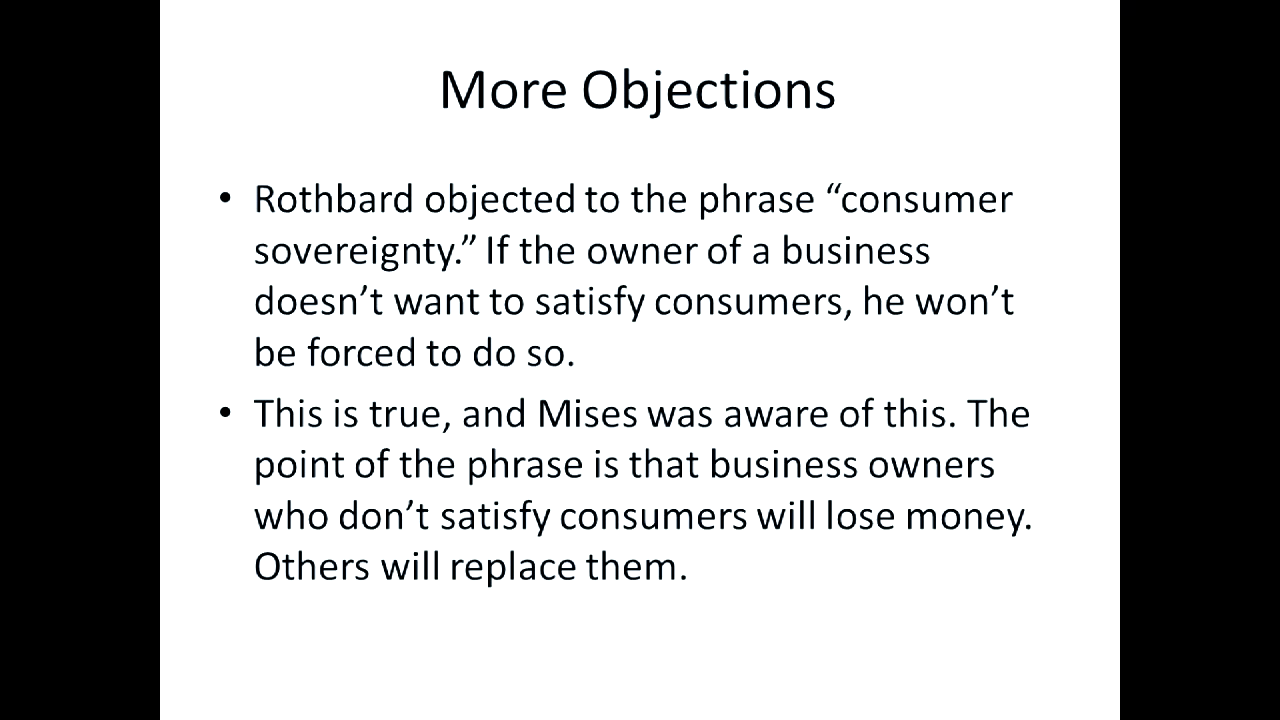 More Objections
• Rothbard objected to the phrase “consumer
sovereignty.” If the owner of a business
doesn’t want to satisfy consumers, he won’t
be forced to do so.
• This is true, and Mises was aware of this. The
point of the phrase is that business owners
who don’t satisfy consumers will lose money.
Others will replace them.